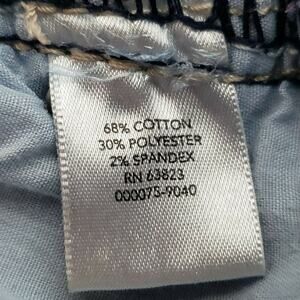 68% COTTON
30% POLYESTER
2% SPANDEX
RN 63823
000075-9040